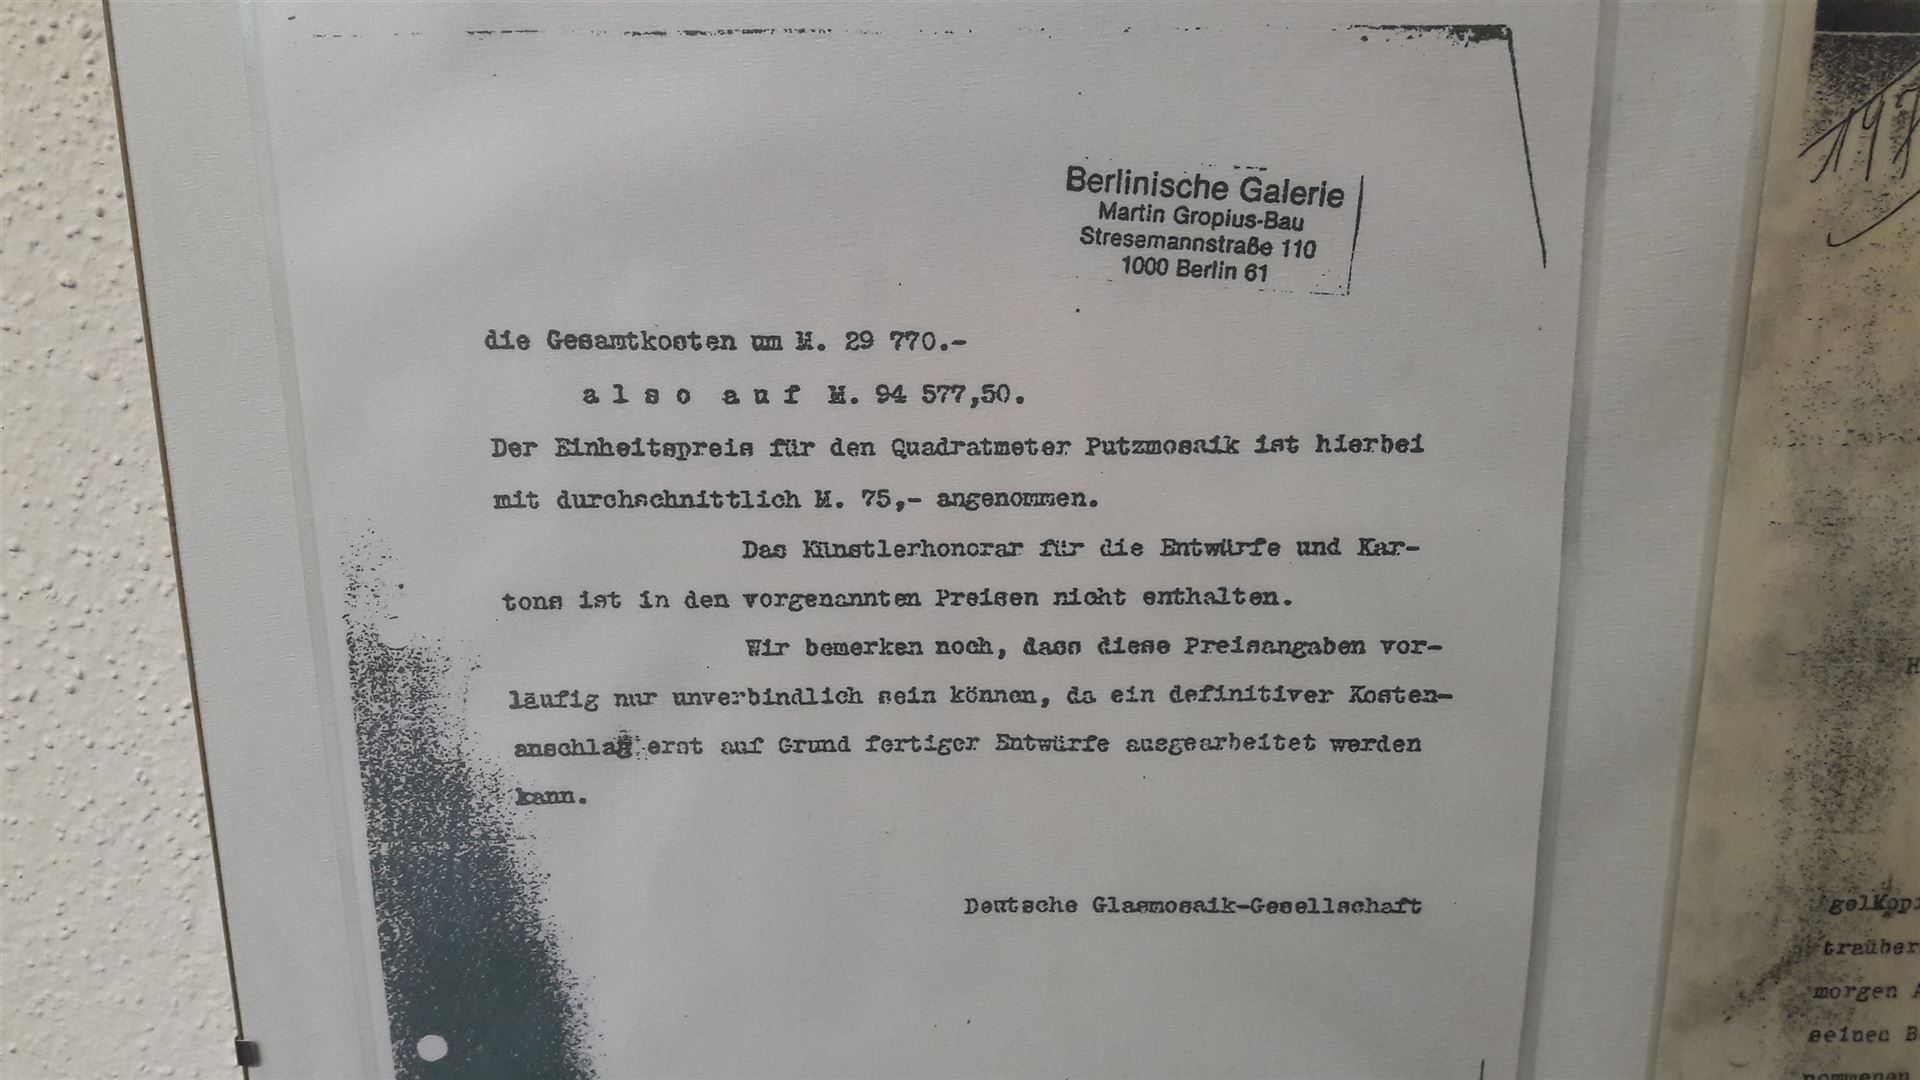 Berlinische Galerie
Martin Gropius-Bau
Stresemannstraße 110
1000 Berlin 61
die Gesamtkosten um M. 29 770.-
a l s o a u f M. 94 577,50.
Der Einheitspreis für den Quadratmeter Putzmosaik ist hierbei
mit durchschnittlich M. 75,- angenommen.
Das Künstlerhonorar für die Entwürfe und Kar-
tons ist in den vorgenannten Preisen nicht enthalten.
Wir bemerken noch, dass diese Preisangaben vor-
läufig nur unverbindlich sein können, da ein definitiver Kosten-
anschlag erst auf Grund fertiger Entwürfe ausgearbeitet werden
kann.
Deutsche Glasmosaik-Gesellschaft
morgen
seinen